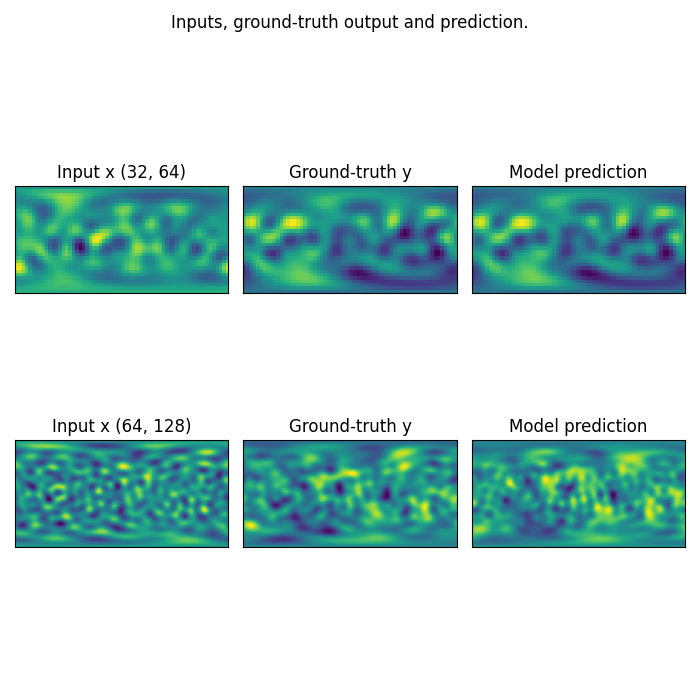 Inputs, ground-truth output and prediction.
Input x (32, 64)
Ground-truth y
Model prediction
Input x (64, 128)
Ground-truth y
Model prediction